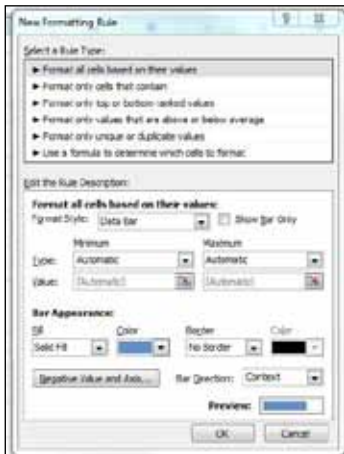 New Formatting Rule
Select a Rule Type:
► Format all cells based on their values
► Format only cells that contain
► Format only top or bottom ranked values
► Format only values that are above or below average
► Format only unique or duplicate values
► Use a formula to determine which cells to format
Edit the Rule Description:
Format all cells based on their values:
Format Style: Data Bar Show Bar Only
Minimum Maximum
Type: Automatic Automatic
Value: (Automatic) (Automatic)
Bar Appearance:
Fill Color Border Color
Solid Fill No Border
Negative Value and Axis... Bar Direction: Context
Preview:
OK Cancel